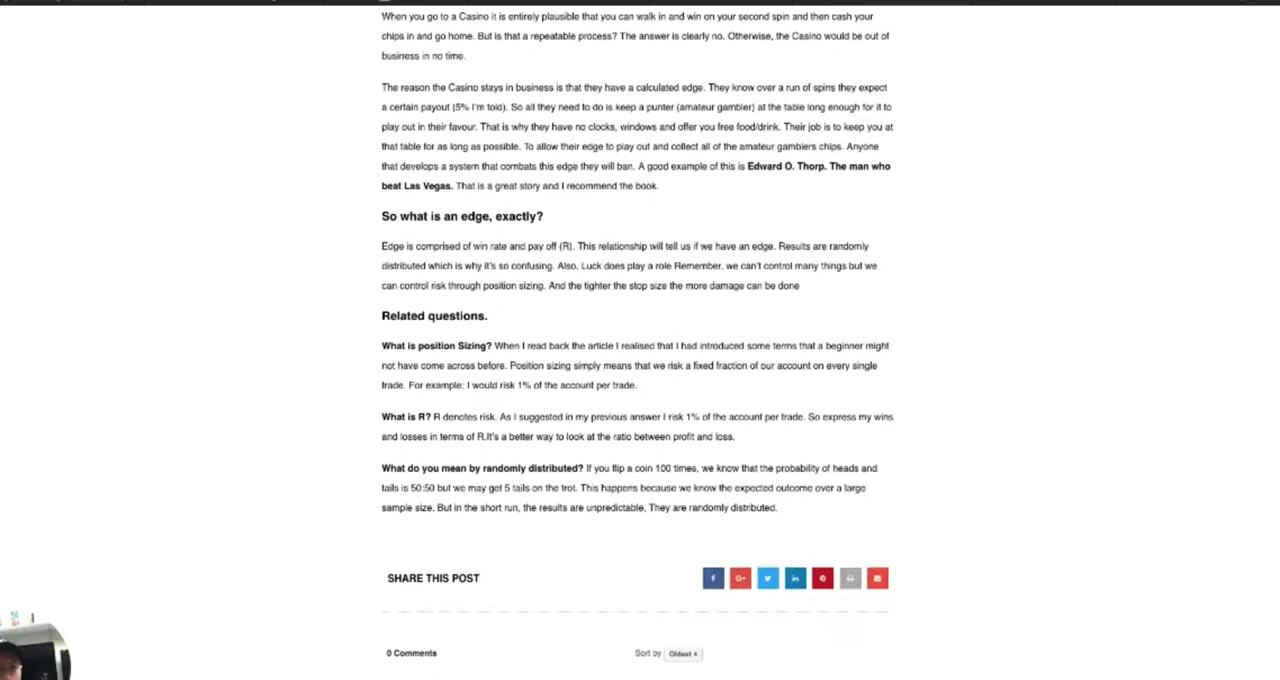 When you go to a Casino it is entirely plausible that you can walk in and win on your second spin and then cash your
chips in and go home. But is that a repeatable process? The answer is clearly no. Otherwise, the Casino would be out of
business in no time.
The reason the Casino stays in business is that they have a calculated edge. They know over a run of spins they expect
a certain payout (5% I'm told). So all they need to do is keep a punter (amateur gambler) at the table long enough for it to
play out in their favour. That is why they have no clocks, windows and offer you free food/drink. Their job is to keep you at
that table for as long as possible. To allow their edge to play out and collect all of the amateur gamblers chips. Anyone
that develops a system that combats this edge they will ban. A good example of this is Edward O. Thorp. The man who
beat Las Vegas. That is a great story and I recommend the book.
So what is an edge, exactly?
Edge is comprised of win rate and pay off (R). This relationship will tell us if we have an edge. Results are randomly
distributed which is why it's so confusing. Also, Luck does play a role Remember, we can't control many things but we
can control risk through position sizing. And the tighter the stop size the more damage can be done
Related questions.
What is position Sizing? When I read back the article I realised that I had introduced some terms that a beginner might
not have come across before. Position sizing simply means that we risk a fixed fraction of our account on every single
trade. For example; I would risk 1% of the account per trade.
What is R? R denotes risk. As I suggested in my previous answer I risk 1% of the account per trade. So express my wins
and losses in terms of R.It's a better way to look at the ratio between profit and loss.
What do you mean by randomly distributed? If you flip a coin 100 times, we know that the probability of heads and
tails is 50:50 but we may get 5 tails on the trot. This happens because we know the expected outcome over a large
sample size. But in the short run, the results are unpredictable, They are randomly distributed.
SHARE THIS POST
0 Comments
Sort by Oldest